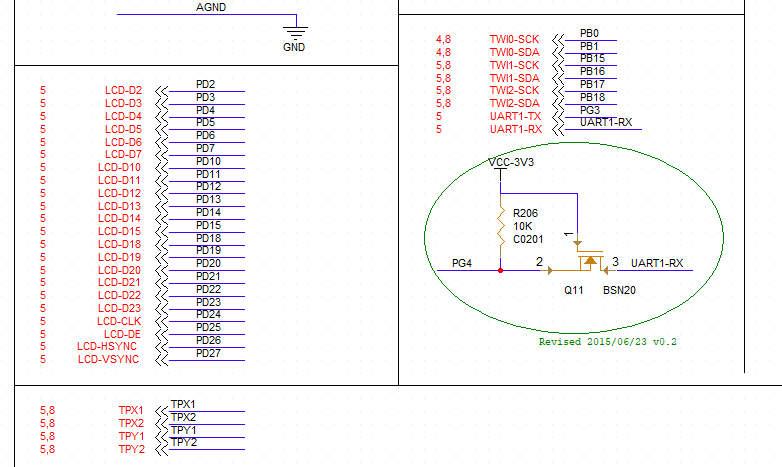 AGND
GND
5 LCD-D2 PD2
5 LCD-D3 PD3
5 LCD-D4 PD4
5 LCD-D5 PD5
5 LCD-D6 PD6
5 LCD-D7 PD7
5 LCD-D10 PD10
5 LCD-D11 PD11
5 LCD-D12 PD12
5 LCD-D13 PD13
5 LCD-D14 PD14
5 LCD-D15 PD15
5 LCD-D18 PD18
5 LCD-D19 PD19
5 LCD-D20 PD20
5 LCD-D21 PD21
5 LCD-D22 PD22
5 LCD-D23 PD23
5 LCD-CLK PD24
5 LCD-DE PD25
5 LCD-HSYNC PD26
5 LCD-VSYNC PD27
4,8 TWI0-SCK PB0
4,8 TWI0-SDA PB1
5,8 TWI1-SCK PB15
5,8 TWI1-SDA PB16
5,8 TWI2-SCK PB17
5,8 TWI2-SDA PB18
5 UART1-TX PG3
5 UART1-RX UART1-RX
VCC-3V3
R206
10K
C0201
1
PG4 2 3 UART1-RX
Q11 BSN20
Revised 2015/06/23 v0.2
5,8 TPX1 TPX1
5,8 TPX2 TPX2
5,8 TPY1 TPY1
5,8 TPY2 TPY2